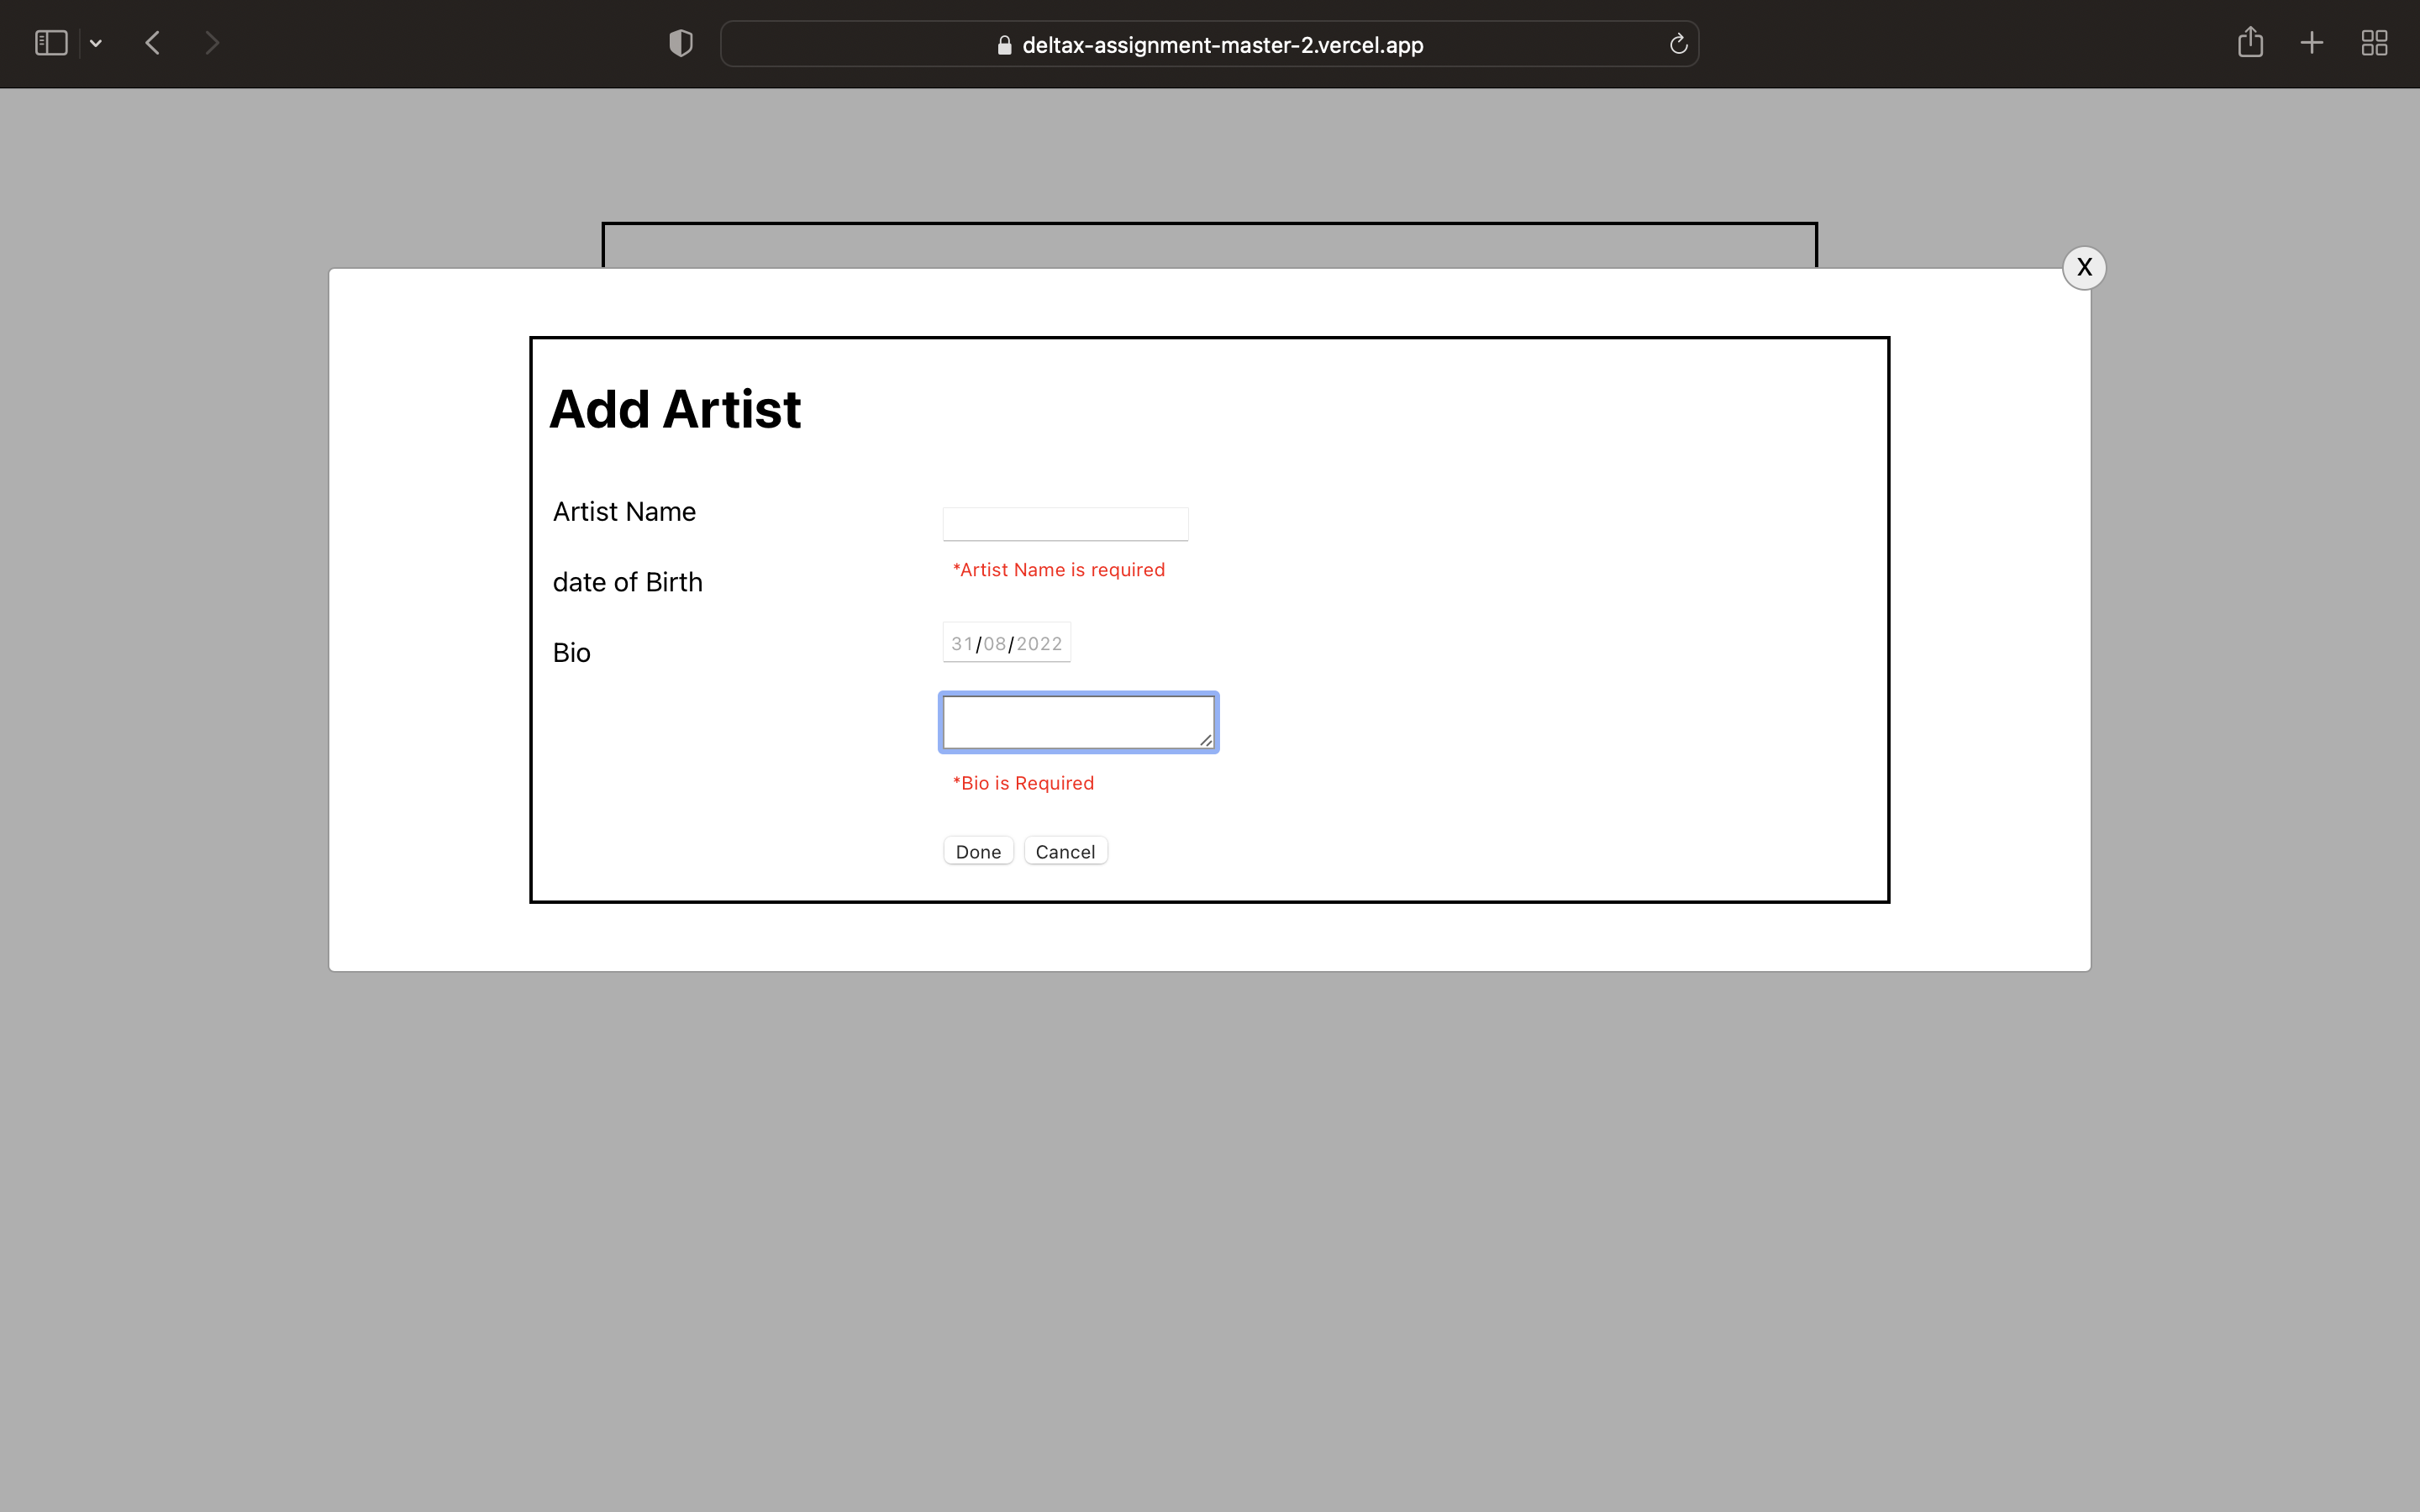 deltax-assignment-master-2.vercel.app
X
Add Artist
Artist Name
*Artist Name is required
date of Birth
31/08/2022
Bio
*Bio is Required
Done Cancel